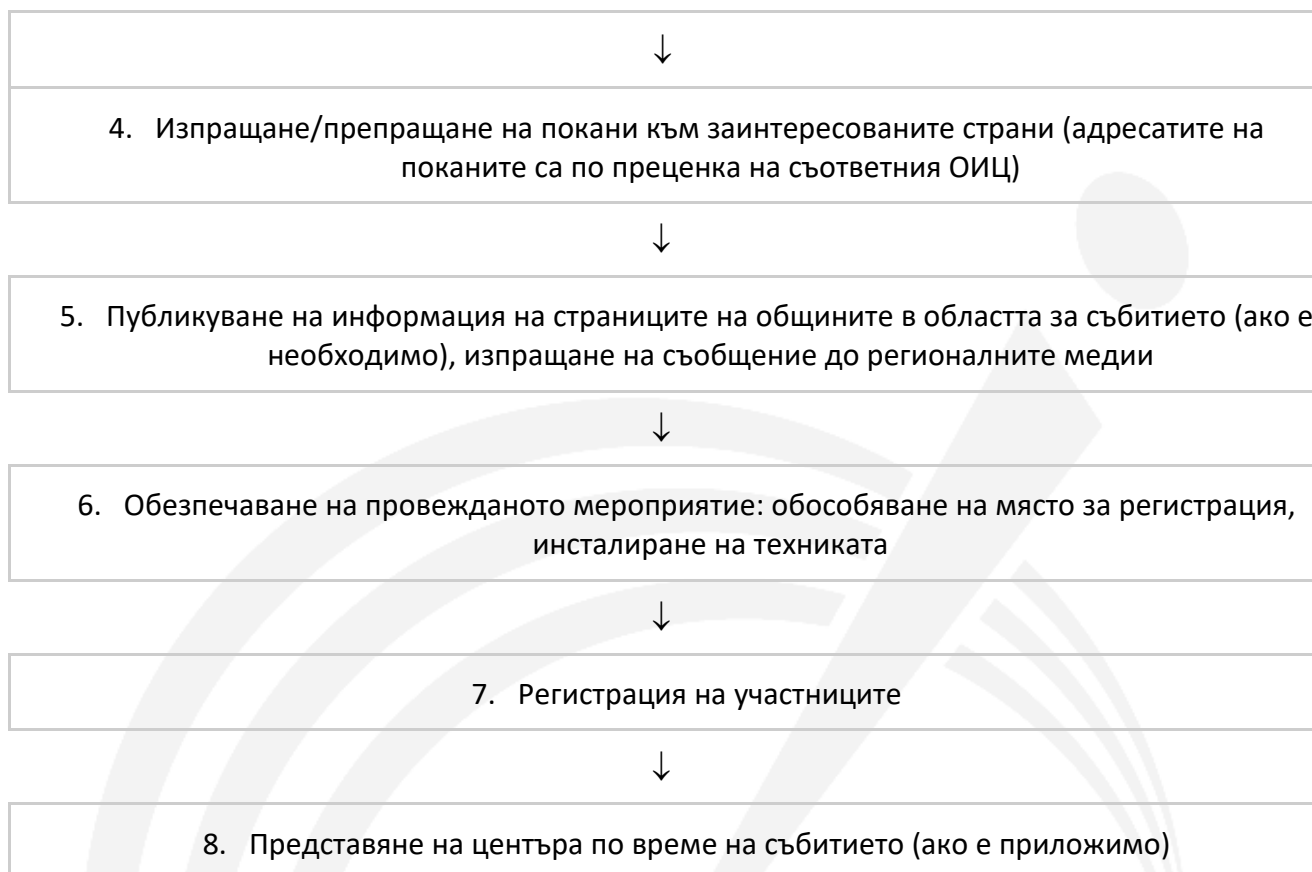 ↓
4. Изпращане/препращане на покани към заинтересованите страни (адресатите на
поканите са по преценка на съответния ОИЦ)
↓
5. Публикуване на информация на страниците на общините в областта за събитието (ако е
необходимо), изпращане на съобщение до регионалните медии
↓
6. Обезпечаване на провежданото мероприятие: обособяване на място за регистрация,
инсталиране на техниката
↓
7. Регистрация на участниците
↓
8. Представяне на центъра по време на събитието (ако е приложимо)